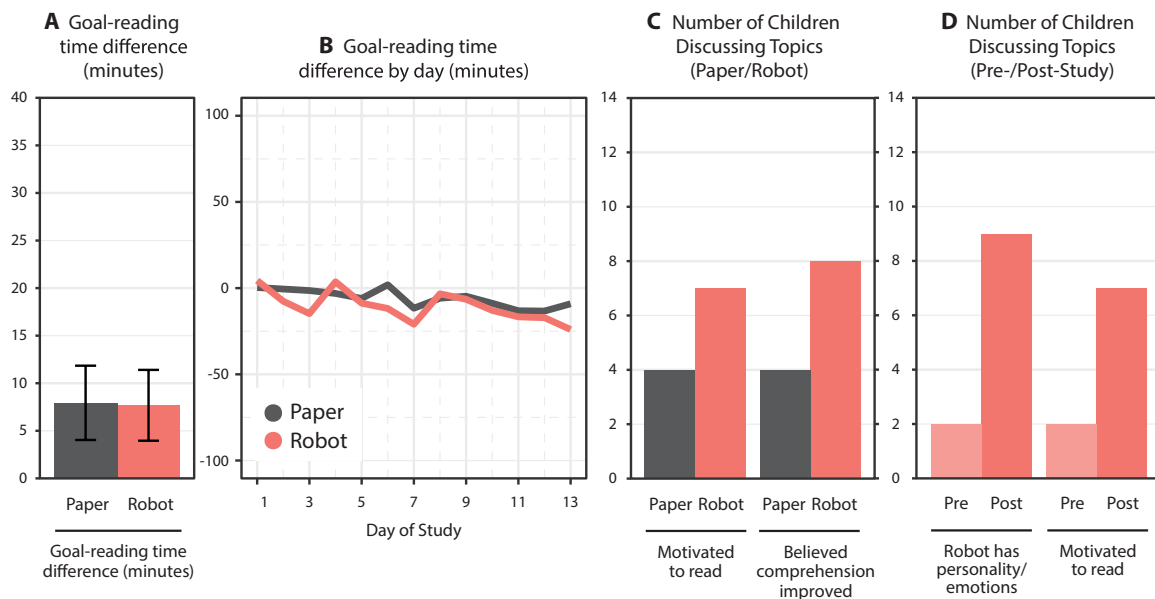 A Goal-reading
time difference
(minutes)
40
35
30
25
20
15
10
5
0
Paper Robot
Goal-reading time
difference (minutes)
B Goal-reading time
difference by day (minutes)
100
50
0
-50
-100
Paper
Robot
1 3 5 7 9 11 13
Day of Study
C Number of Children
Discussing Topics
(Paper/Robot)
14
12
10
8
6
4
2
0
Paper Robot Paper Robot
Motivated
to read
Believed
comprehension
improved
D Number of Children
Discussing Topics
(Pre-/Post-Study)
14
12
10
8
6
4
2
0
Pre Post Pre Post
Robot has
personality/
emotions
Motivated
to read